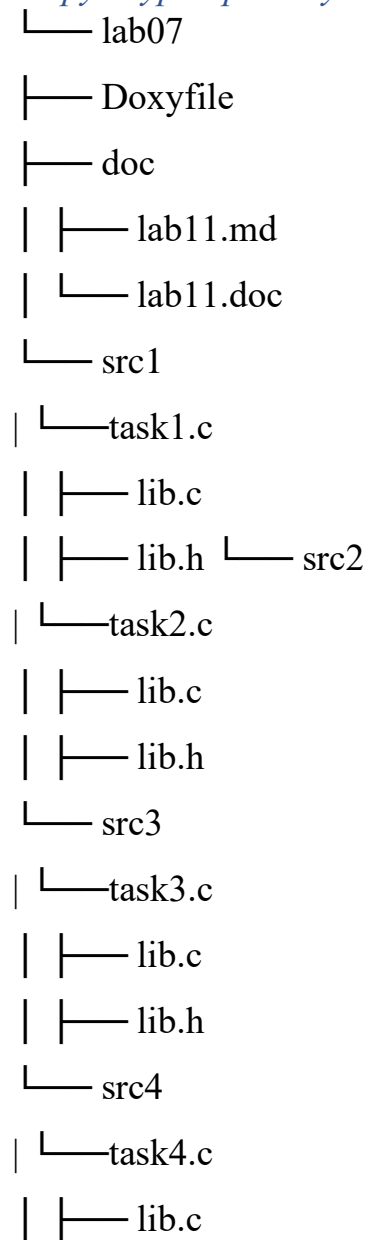 └── lab07
├── Doxyfile
├── doc
│ ├── lab11.md
│ └── lab11.doc
└── src1
| └──task1.c
│ ├── lib.c
│ ├── lib.h └── src2
| └──task2.c
│ ├── lib.c
│ ├── lib.h
└── src3
| └──task3.c
│ ├── lib.c
│ ├── lib.h
└── src4
| └──task4.c
│ ├── lib.c